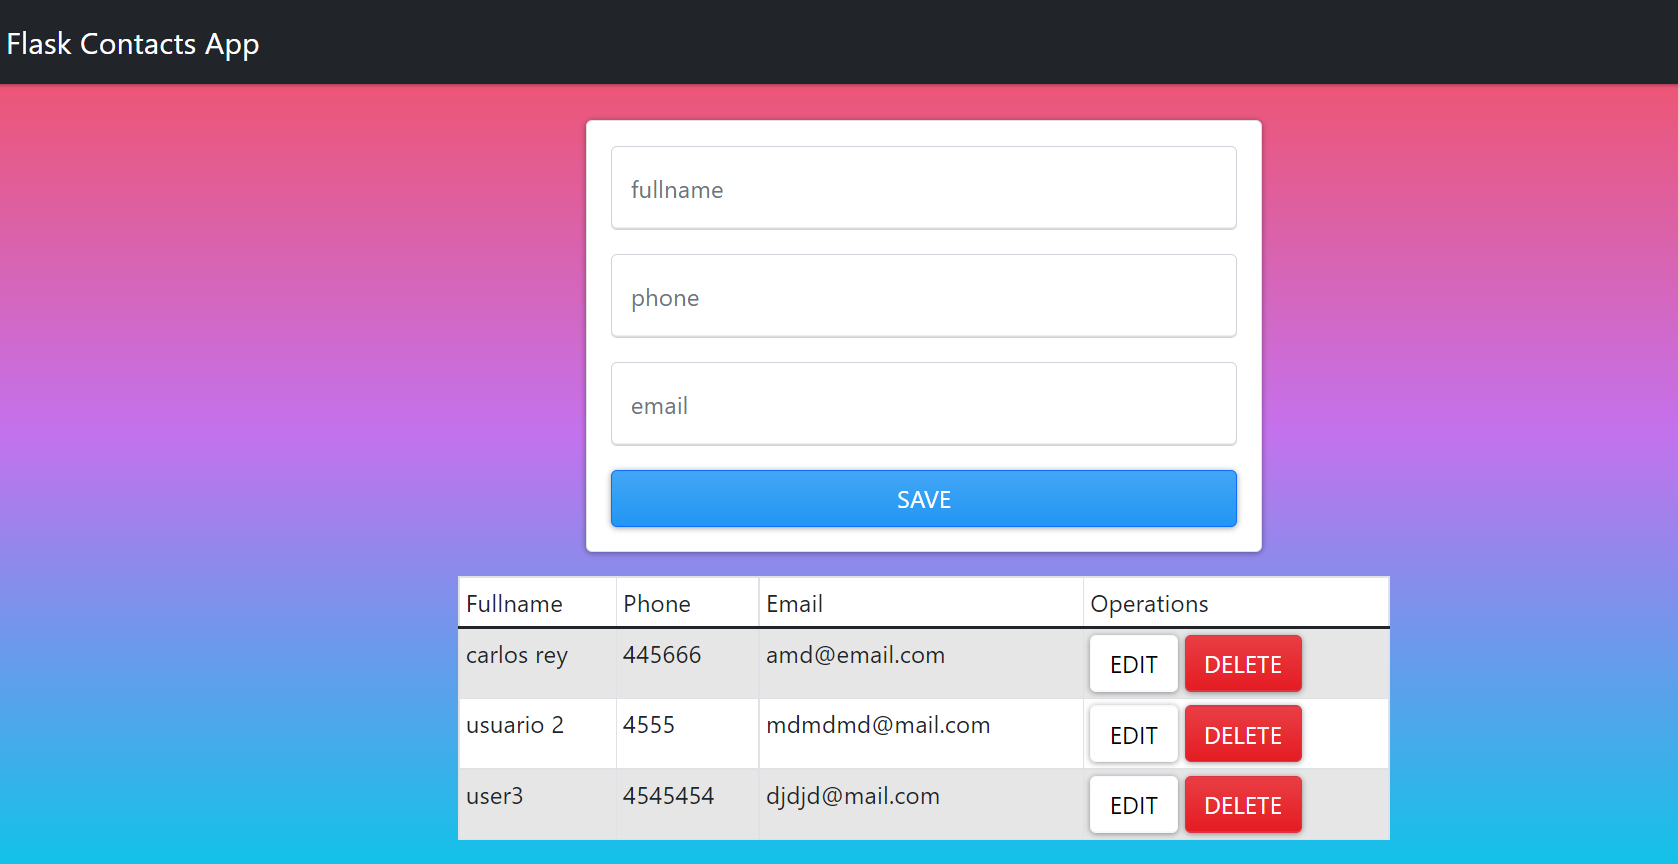 Flask Contacts App
fullname
phone
email
SAVE
Fullname Phone Email Operations
carlos rey 445666 amd@email.com EDIT DELETE
usuario 2 4555 mdmdmd@mail.com EDIT DELETE
user3 4545454 djdjd@mail.com EDIT DELETE